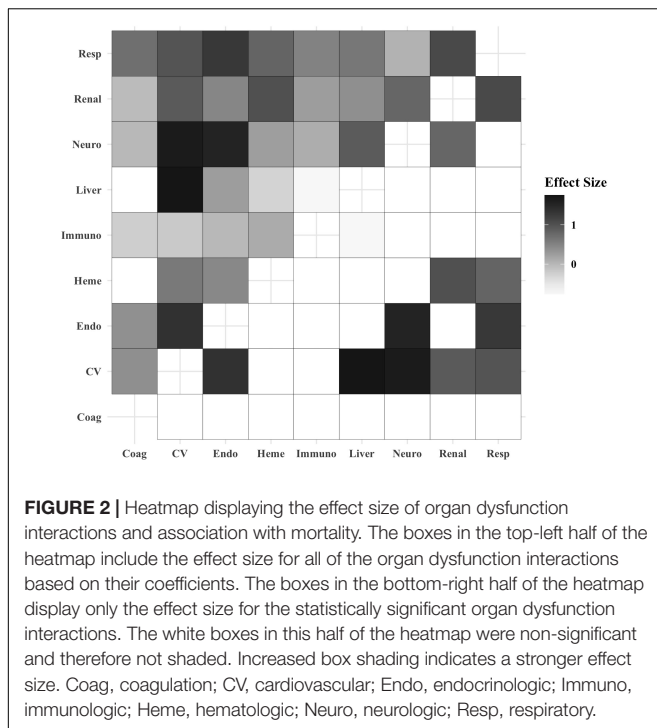 Resp
Renal
Neuro
Liver
Immuno
Heme
Endo
CV
Coag
Coag CV Endo Heme Immuno Liver Neuro Renal Resp
Effect Size
1
0
FIGURE 2 | Heatmap displaying the effect size of organ dysfunction
interactions and association with mortality. The boxes in the top-left half of the
heatmap include the effect size for all of the organ dysfunction interactions
based on their coefficients. The boxes in the bottom-right half of the heatmap
display only the effect size for the statistically significant organ dysfunction
interactions. The white boxes in this half of the heatmap were non-significant
and therefore not shaded. Increased box shading indicates a stronger effect
size. Coag, coagulation; CV, cardiovascular; Endo, endocrinologic; Immuno,
immunologic; Heme, hematologic; Neuro, neurologic; Resp, respiratory.